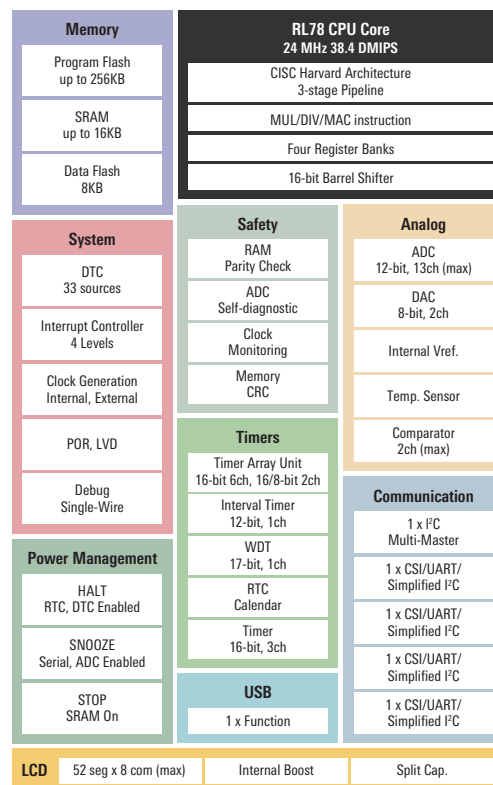 Memory
Program Flash
up to 256KB
SRAM
up to 16KB
Data Flash
8KB
RL78 CPU Core
24 MHz 38.4 DMIPS
CISC Harvard Architecture
3-stage Pipeline
MUL/DIV/MAC instruction
Four Register Banks
16-bit Barrel Shifter
System
DTC
33 sources
Interrupt Controller
4 Levels
Clock Generation
Internal, External
POR, LVD
Debug
Single-Wire
Safety
RAM
Parity Check
ADC
Self-diagnostic
Clock
Monitoring
Memory
CRC
Analog
ADC
12-bit, 13ch (max)
DAC
8-bit, 2ch
Internal Vref.
Temp. Sensor
Comparator
2ch (max)
Timers
Timer Array Unit
16-bit 6ch, 16/8-bit 2ch
Interval Timer
12-bit, 1ch
WDT
17-bit, 1ch
RTC
Calendar
Timer
16-bit, 3ch
Communication
1 x I²C
Multi-Master
1 x CSI/UART/
Simplified I²C
1 x CSI/UART/
Simplified I²C
1 x CSI/UART/
Simplified I²C
1 x CSI/UART/
Simplified I²C
Power Management
HALT
RTC, DTC Enabled
SNOOZE
Serial, ADC Enabled
STOP
SRAM On
USB
1 x Function
LCD
52 seg x 8 com (max)
Internal Boost
Split Cap.